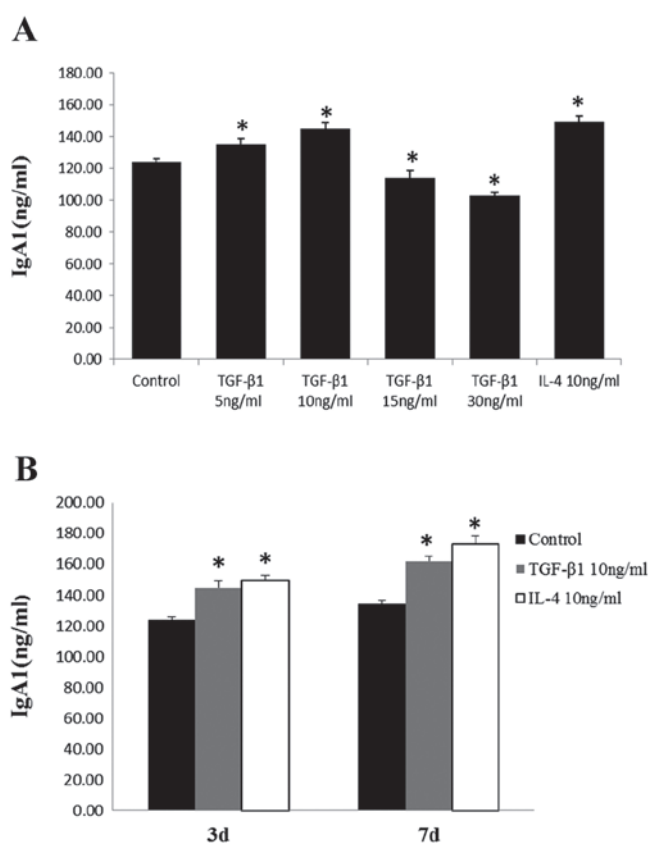 A
IgA1(ng/ml)
180.00
160.00
140.00
120.00
100.00
80.00
60.00
40.00
20.00
0.00
*
*
*
*
*
Control
TGF-β1
5ng/ml
TGF-β1
10ng/ml
TGF-β1
15ng/ml
TGF-β1
30ng/ml
IL-4 10ng/ml
B
IgA1(ng/ml)
200.00
180.00
160.00
140.00
120.00
100.00
80.00
60.00
40.00
20.00
0.00
*
*
*
*
3d
7d
Control
TGF-β1 10ng/ml
IL-4 10ng/ml